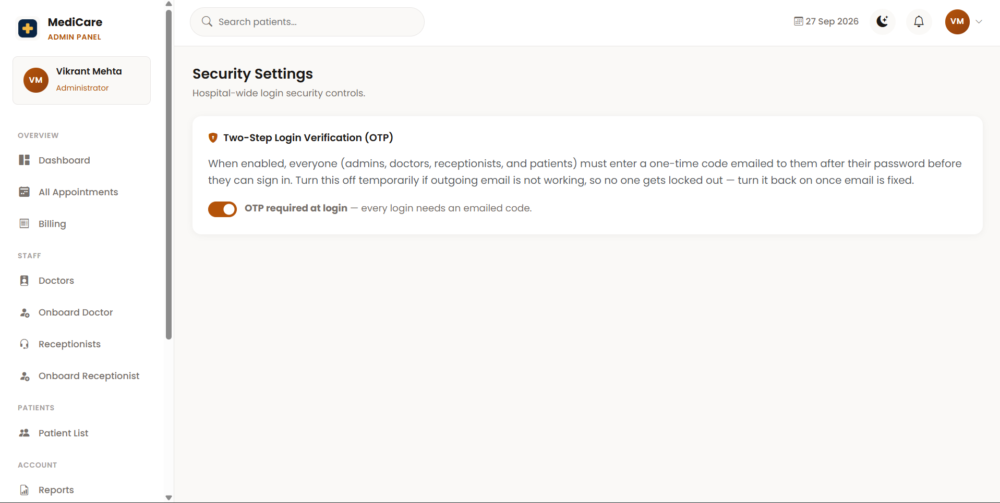 MediCare
ADMIN PANEL
VM
Vikrant Mehta
Administrator
OVERVIEW
Dashboard
All Appointments
Billing
STAFF
Doctors
Onboard Doctor
Receptionists
Onboard Receptionist
PATIENTS
Patient List
ACCOUNT
Reports
Search patients...
27 Sep 2026
VM
Security Settings
Hospital-wide login security controls.
Two-Step Login Verification (OTP)
When enabled, everyone (admins, doctors, receptionists, and patients) must enter a one-time code emailed to them after their password before
they can sign in. Turn this off temporarily if outgoing email is not working, so no one gets locked out — turn it back on once email is fixed.
OTP required at login — every login needs an emailed code.